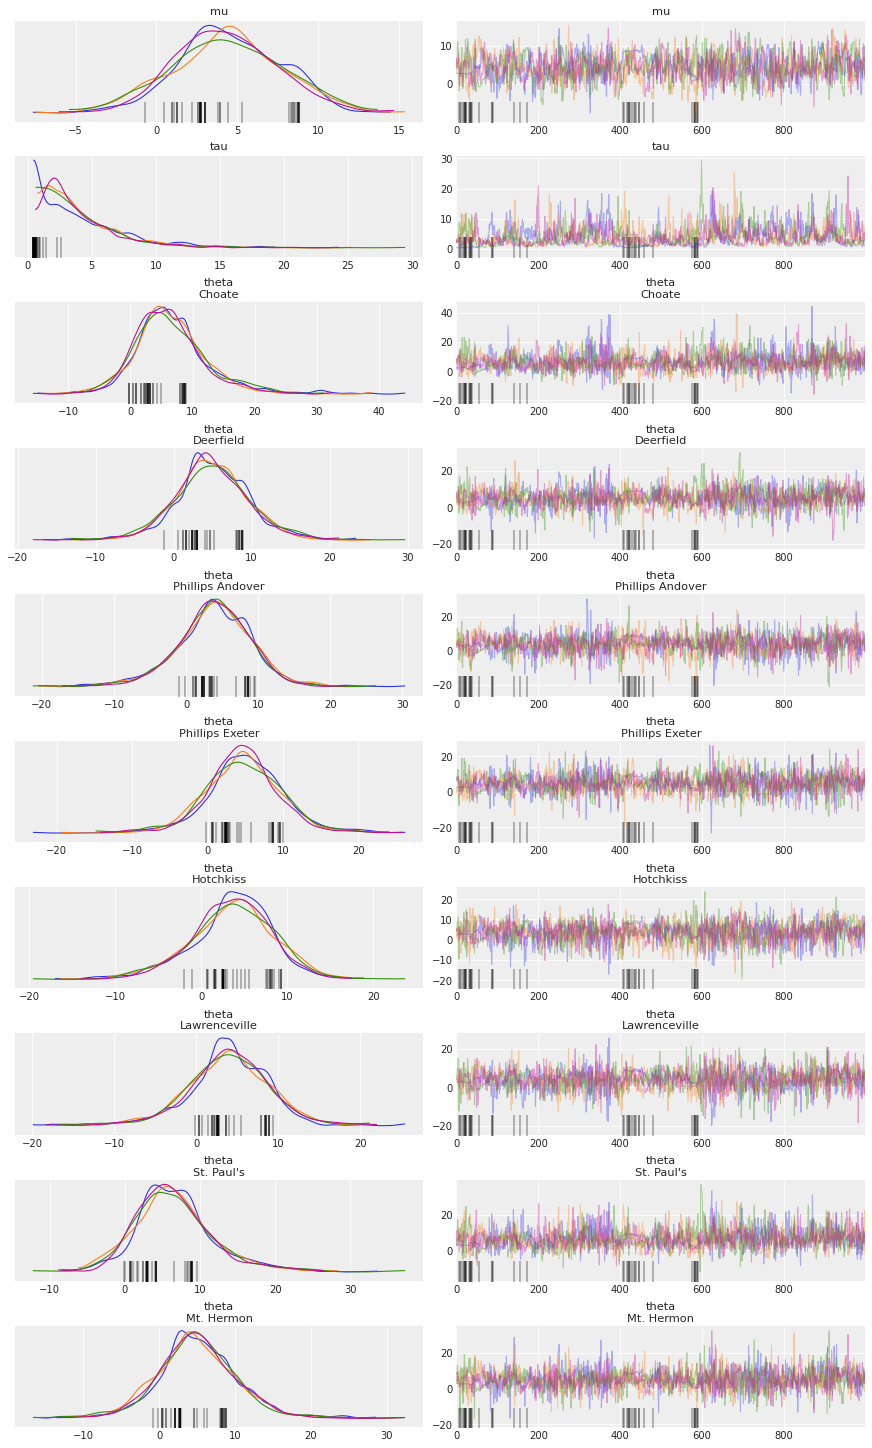 mu
mu
−5 0 5 10 15
10
0
0 200 400 600 800
tau
tau
0 5 10 15 20 25 30
30
20
10
0
0 200 400 600 800
theta
Choate
theta
Choate
−10 0 10 20 30 40
40
20
0
−20
0 200 400 600 800
theta
Deerfield
theta
Deerfield
−20 −10 0 10 20 30
20
0
−20
0 200 400 600 800
theta
Phillips Andover
theta
Phillips Andover
−20 −10 0 10 20 30
20
0
−20
0 200 400 600 800
theta
Phillips Exeter
theta
Phillips Exeter
−20 −10 0 10 20
20
0
−20
0 200 400 600 800
theta
Hotchkiss
theta
Hotchkiss
−20 −10 0 10 20
20
10
0
−10
−20
0 200 400 600 800
theta
Lawrenceville
theta
Lawrenceville
−20 −10 0 10 20
20
0
−20
0 200 400 600 800
theta
St. Paul's
theta
St. Paul's
−10 0 10 20 30
20
0
0 200 400 600 800
theta
Mt. Hermon
theta
Mt. Hermon
−10 0 10 20 30
20
0
−20
0 200 400 600 800